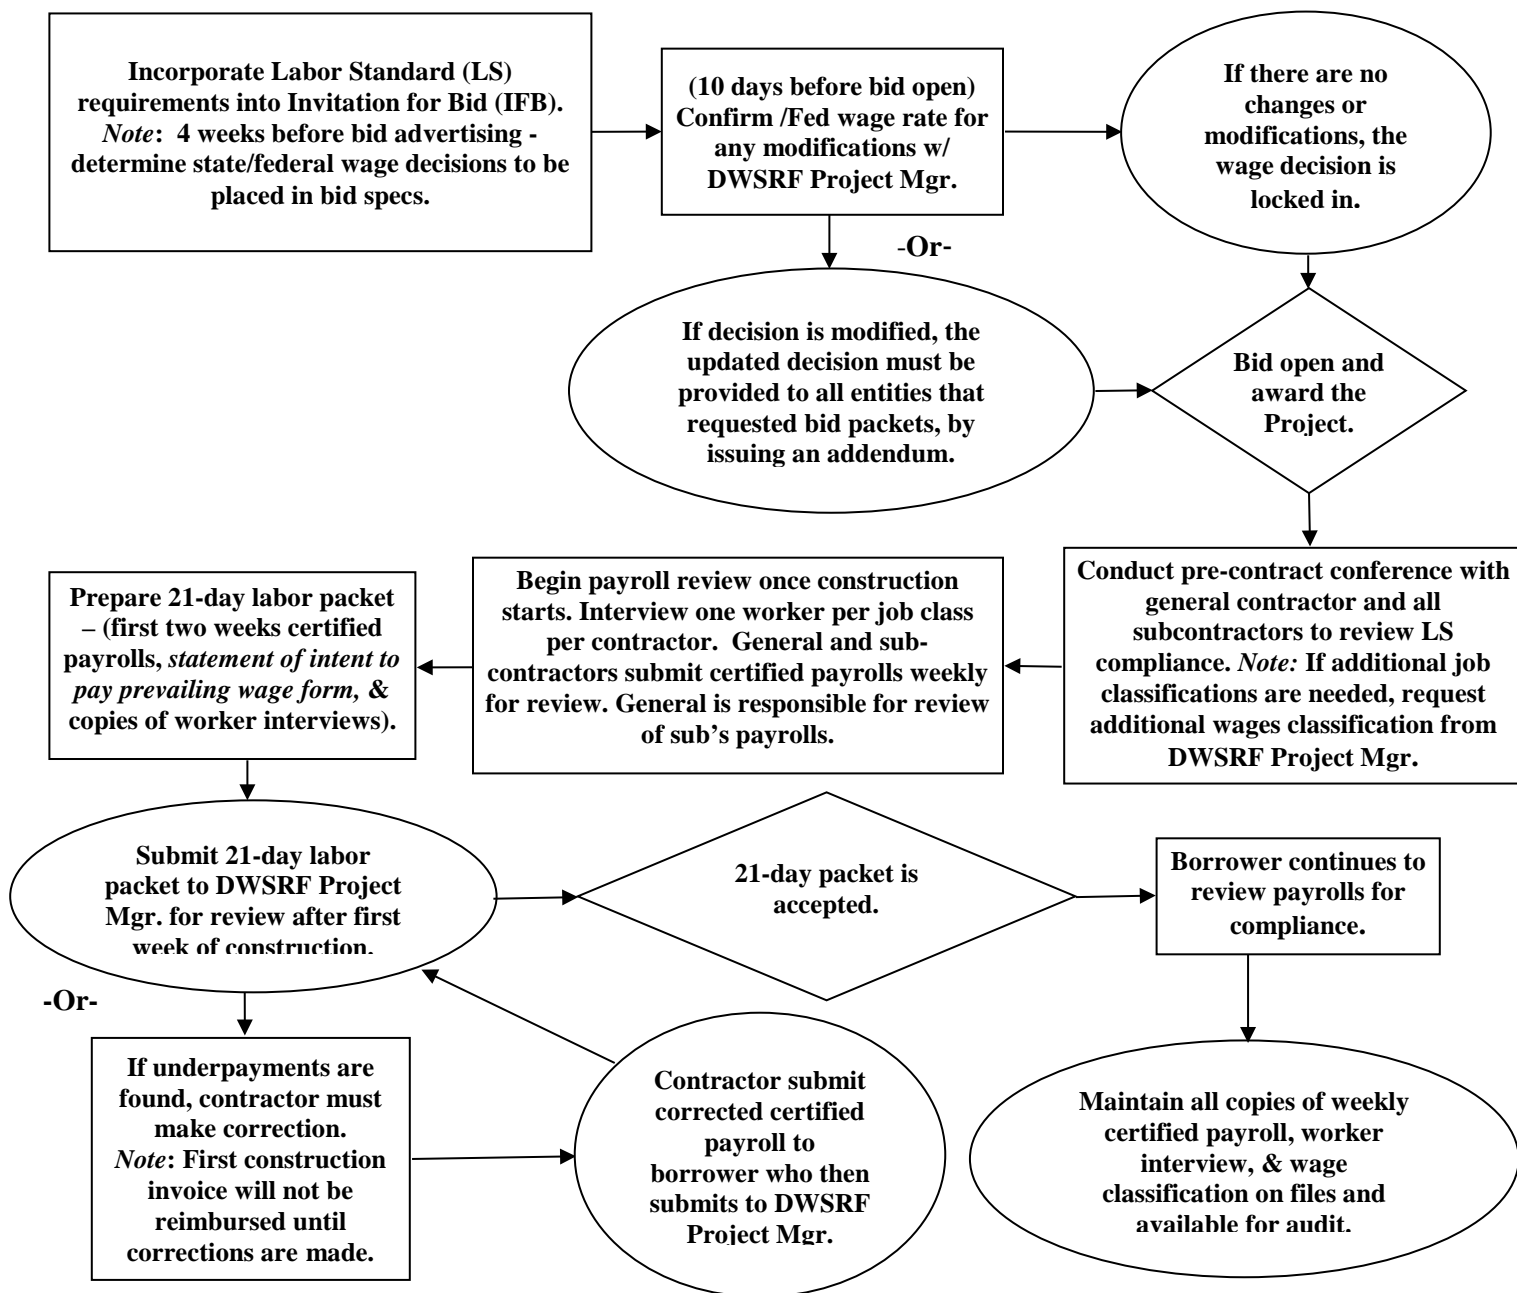 Incorporate Labor Standard (LS)
requirements into Invitation for Bid (IFB).
Note:  4 weeks before bid advertising -
determine state/federal wage decisions to be
placed in bid specs.
(10 days before bid open)
Confirm /Fed wage rate for
any modifications w/
DWSRF Project Mgr.
If there are no
changes or
modifications, the
wage decision is
locked in.
-Or-
If decision is modified, the
updated decision must be
provided to all entities that
requested bid packets, by
issuing an addendum.
Bid open and
award the
Project.
Conduct pre-contract conference with
general contractor and all
subcontractors to review LS
compliance. Note: If additional job
classifications are needed, request
additional wages classification from
DWSRF Project Mgr.
Begin payroll review once construction
starts. Interview one worker per job class
per contractor.  General and sub-
contractors submit certified payrolls weekly
for review. General is responsible for review
of sub's payrolls.
Prepare 21-day labor packet
– (first two weeks certified
payrolls, statement of intent to
pay prevailing wage form, &
copies of worker interviews).
Submit 21-day labor
packet to DWSRF Project
Mgr. for review after first
week of construction.
21-day packet is
accepted.
Borrower continues to
review payrolls for
compliance.
-Or-
If underpayments are
found, contractor must
make correction.
Note: First construction
invoice will not be
reimbursed until
corrections are made.
Contractor submit
corrected certified
payroll to
borrower who then
submits to DWSRF
Project Mgr.
Maintain all copies of weekly
certified payroll, worker
interview, & wage
classification on files and
available for audit.